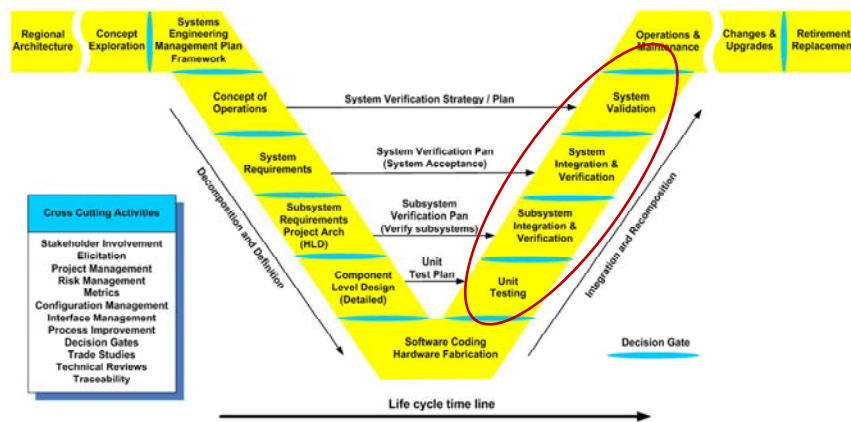 Regional
Architecture
Concept
Exploration
Systems
Engineering
Management Plan
Framework
Operations &
Maintenance
Changes &
Upgrades
Retirement
Replacement
Concept of
Operations
System Verification Strategy / Plan
System
Validation
System
Requirements
System Verification Pan
(System Acceptance)
System
Integration &
Verification
Subsystem
Requirements
Project Arch
(HLD)
Subsystem
Verification Pan
(Verify subsystems)
Subsystem
Integration &
Verification
Component
Level Design
(Detailed)
Unit
Test Plan
Unit
Testing
Software Coding
Hardware Fabrication
Decomposition and Definition
Integration and Recomposition
Cross Cutting Activities
Stakeholder Involvement
Elicitation
Project Management
Risk Management
Metrics
Configuration Management
Interface Management
Process Improvement
Decision Gates
Trade Studies
Technical Reviews
Traceability
Decision Gate
Life cycle time line